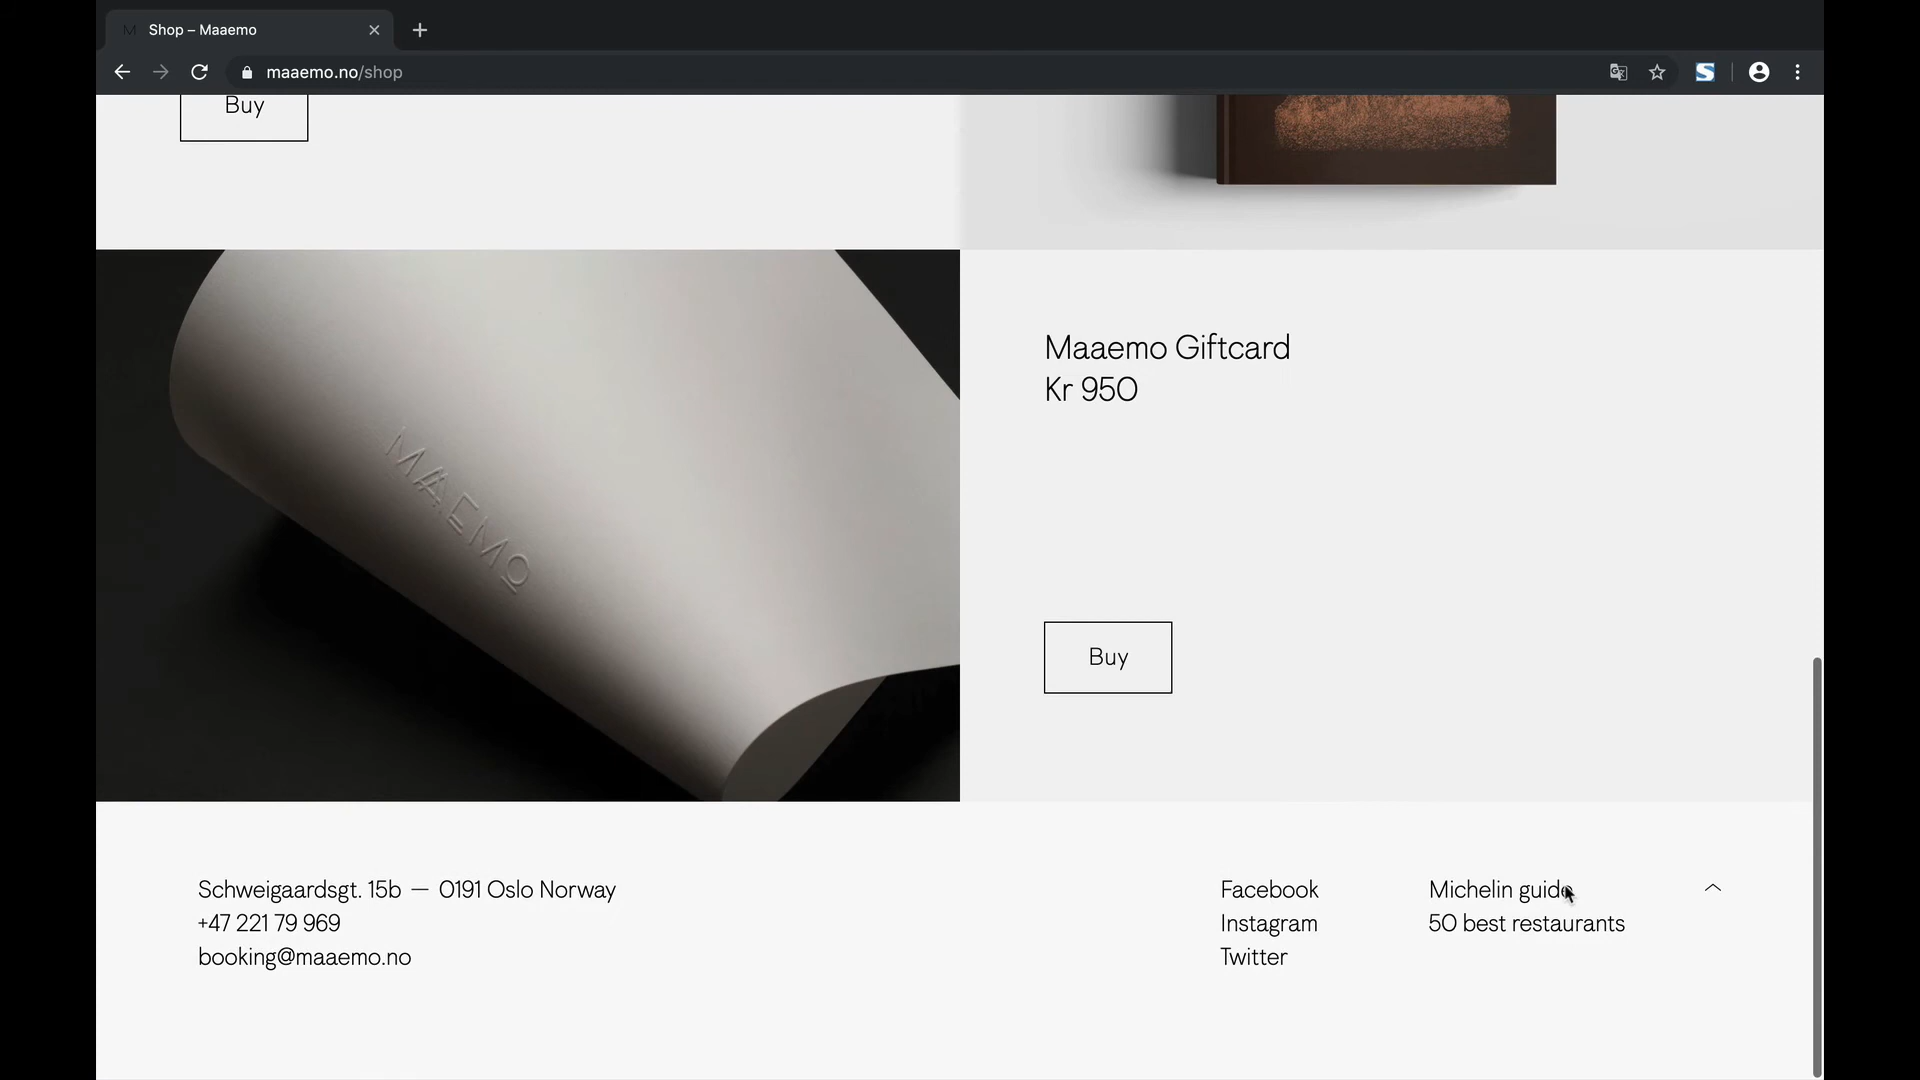 Shop – Maaemo
maaemo.no/shop
Buy
MAAEMO
Maaemo Giftcard
Kr 950
Buy
Schweigaardsgt. 15b — 0191 Oslo Norway
+47 221 79 969
booking@maaemo.no
Facebook
Instagram
Twitter
Michelin guide
50 best restaurants